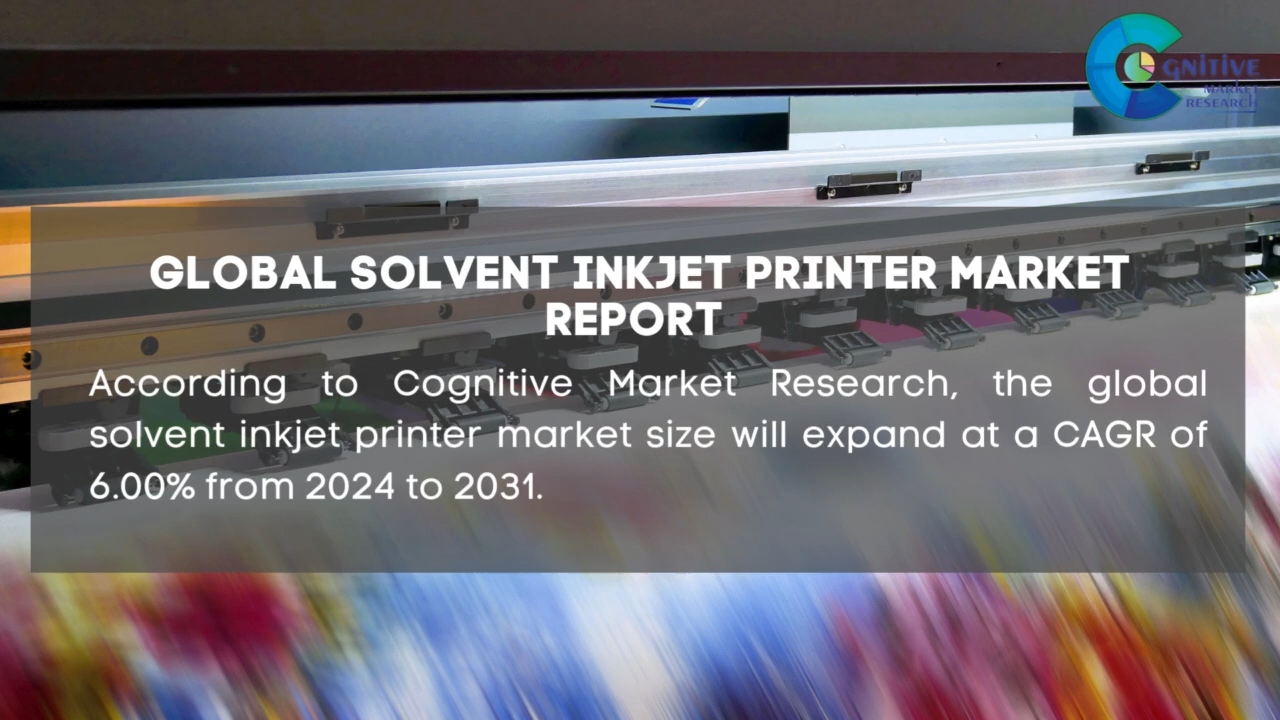 GNITIVE
MARKET
RESEARCH
GLOBAL SOLVENT INKJET PRINTER MARKET
REPORT
According to Cognitive Market Research, the global
solvent inkjet printer market size will expand at a CAGR of
6.00% from 2024 to 2031.